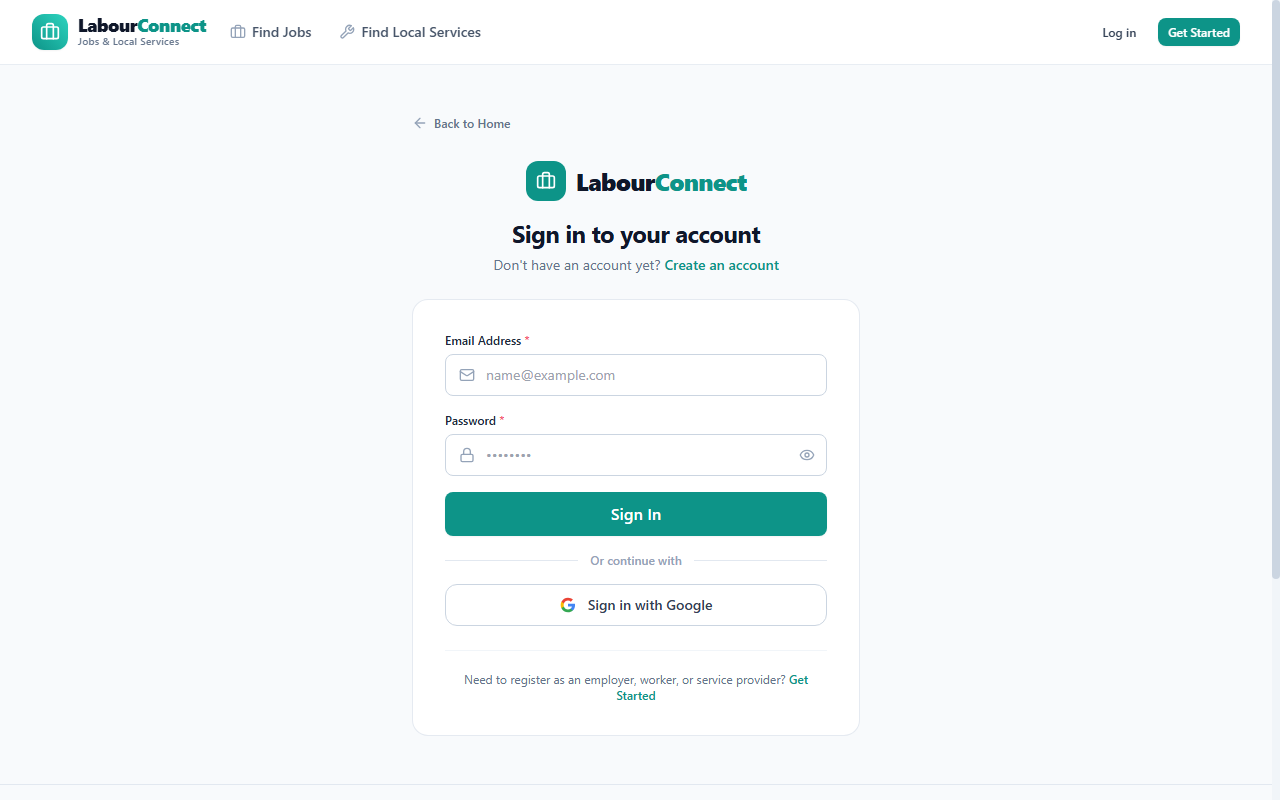 LabourConnect
Jobs & Local Services
Find Jobs
Find Local Services
Log in
Get Started
Back to Home
LabourConnect
Sign in to your account
Don't have an account yet? Create an account
Email Address *
name@example.com
Password *
••••••••
Sign In
Or continue with
Sign in with Google
Need to register as an employer, worker, or service provider? Get
Started